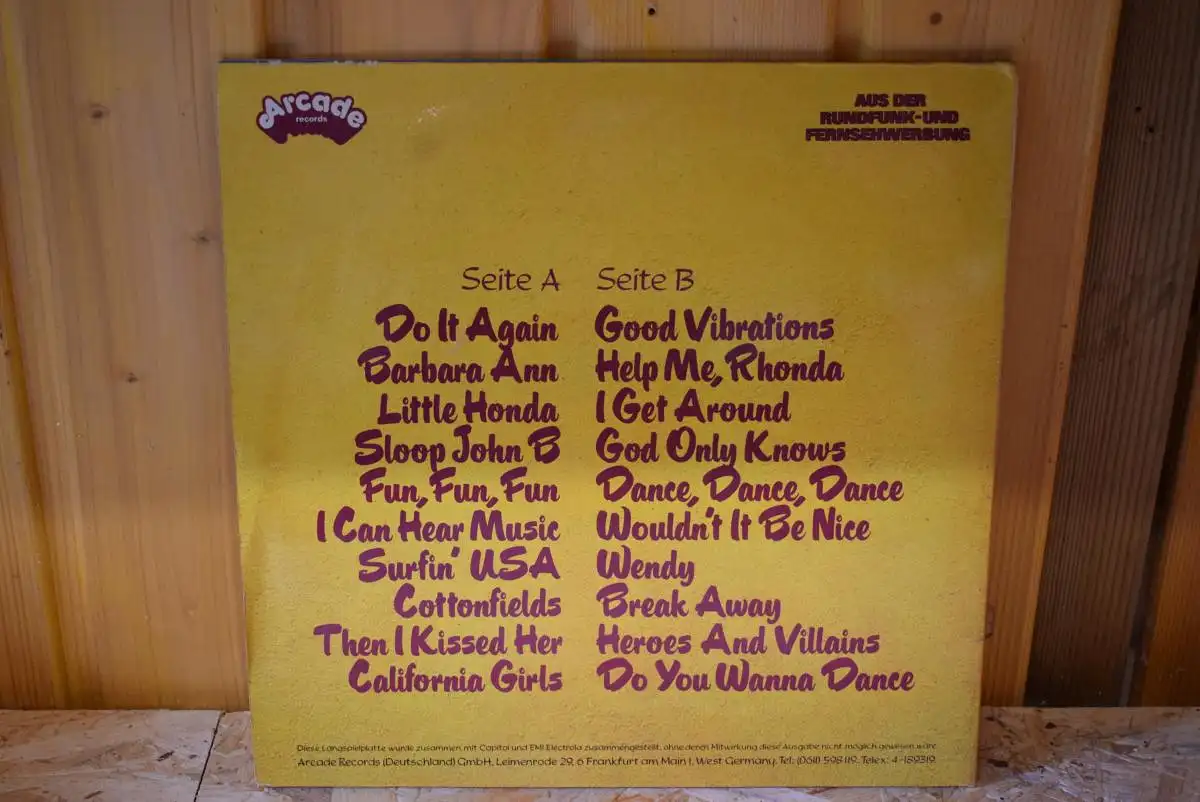 Arcade
records
AUS DER
RUNDFUNK-UND
FERNSEHWERBUNG
Seite A
Do It Again
Barbara Ann
Little Honda
Sloop John B
Fun, Fun, Fun
I Can Hear Music
Surfin' USA
Cottonfields
Then I Kissed Her
California Girls
Seite B
Good Vibrations
Help Me, Rhonda
I Get Around
God Only Knows
Dance, Dance, Dance
Wouldn't It Be Nice
Wendy
Break Away
Heroes And Villains
Do You Wanna Dance
Diese Langspielplatte wurde zusammen mit Capitol und EMI Electrola zusammengestellt, ohne deren Mitwirkung diese Ausgabe nicht möglich gewesen wäre
Arcade Records (Deutschland) GmbH, Leimenrode 29, 6 Frankfurt am Main 1, West Germany. Tel: (0611) 598119. Telex: 4-189319.